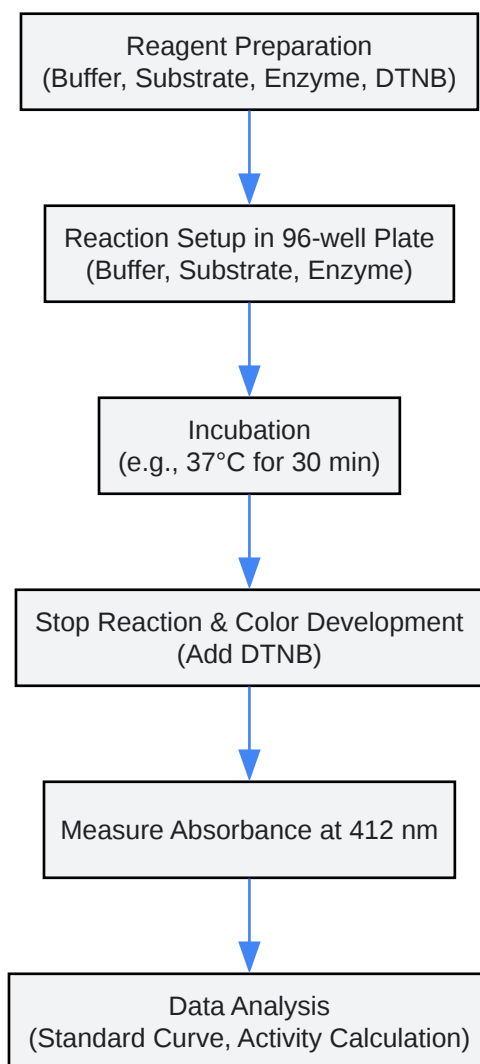 Reagent Preparation
(Buffer, Substrate, Enzyme, DTNB)
Reaction Setup in 96-well Plate
(Buffer, Substrate, Enzyme)
Incubation
(e.g., 37°C for 30 min)
Stop Reaction & Color Development
(Add DTNB)
Measure Absorbance at 412 nm
Data Analysis
(Standard Curve, Activity Calculation)